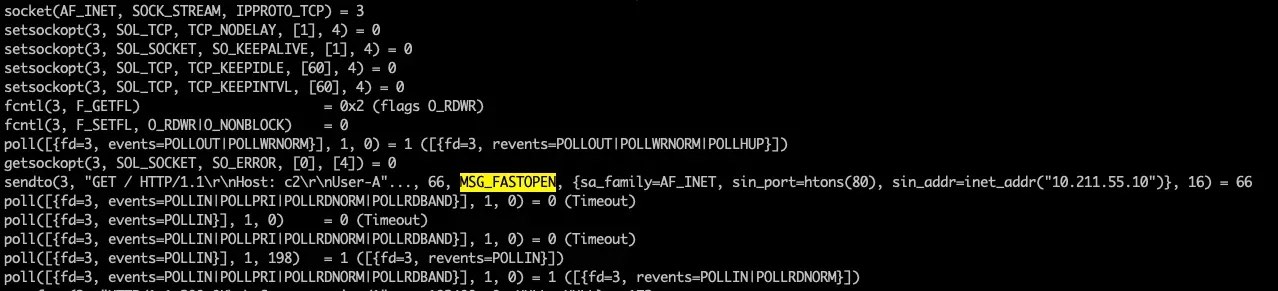 socket(AF_INET, SOCK_STREAM, IPPROTO_TCP) = 3
setsockopt(3, SOL_TCP, TCP_NODELAY, [1], 4) = 0
setsockopt(3, SOL_SOCKET, SO_KEEPALIVE, [1], 4) = 0
setsockopt(3, SOL_TCP, TCP_KEEPIDLE, [60], 4) = 0
setsockopt(3, SOL_TCP, TCP_KEEPINTVL, [60], 4) = 0
fcntl(3, F_GETFL) = 0x2 (flags O_RDWR)
fcntl(3, F_SETFL, O_RDWR|O_NONBLOCK) = 0
poll([{fd=3, events=POLLOUT|POLLWRNORM}], 1, 0) = 1 ([{fd=3, revents=POLLOUT|POLLWRNORM|POLLHUP}])
getsockopt(3, SOL_SOCKET, SO_ERROR, [0], [4]) = 0
sendto(3, "GET / HTTP/1.1\r\nHost: c2\r\nUser-A"..., 66, MSG_FASTOPEN, {sa_family=AF_INET, sin_port=htons(80), sin_addr=inet_addr("10.211.55.10")}, 16) = 66
poll([{fd=3, events=POLLIN|POLLPRI|POLLRDNORM|POLLRDBAND}], 1, 0) = 0 (Timeout)
poll([{fd=3, events=POLLIN}], 1, 0) = 0 (Timeout)
poll([{fd=3, events=POLLIN|POLLPRI|POLLRDNORM|POLLRDBAND}], 1, 0) = 0 (Timeout)
poll([{fd=3, events=POLLIN}], 1, 198) = 1 ([{fd=3, revents=POLLIN}])
poll([{fd=3, events=POLLIN|POLLPRI|POLLRDNORM|POLLRDBAND}], 1, 0) = 1 ([{fd=3, revents=POLLIN|POLLRDNORM}])